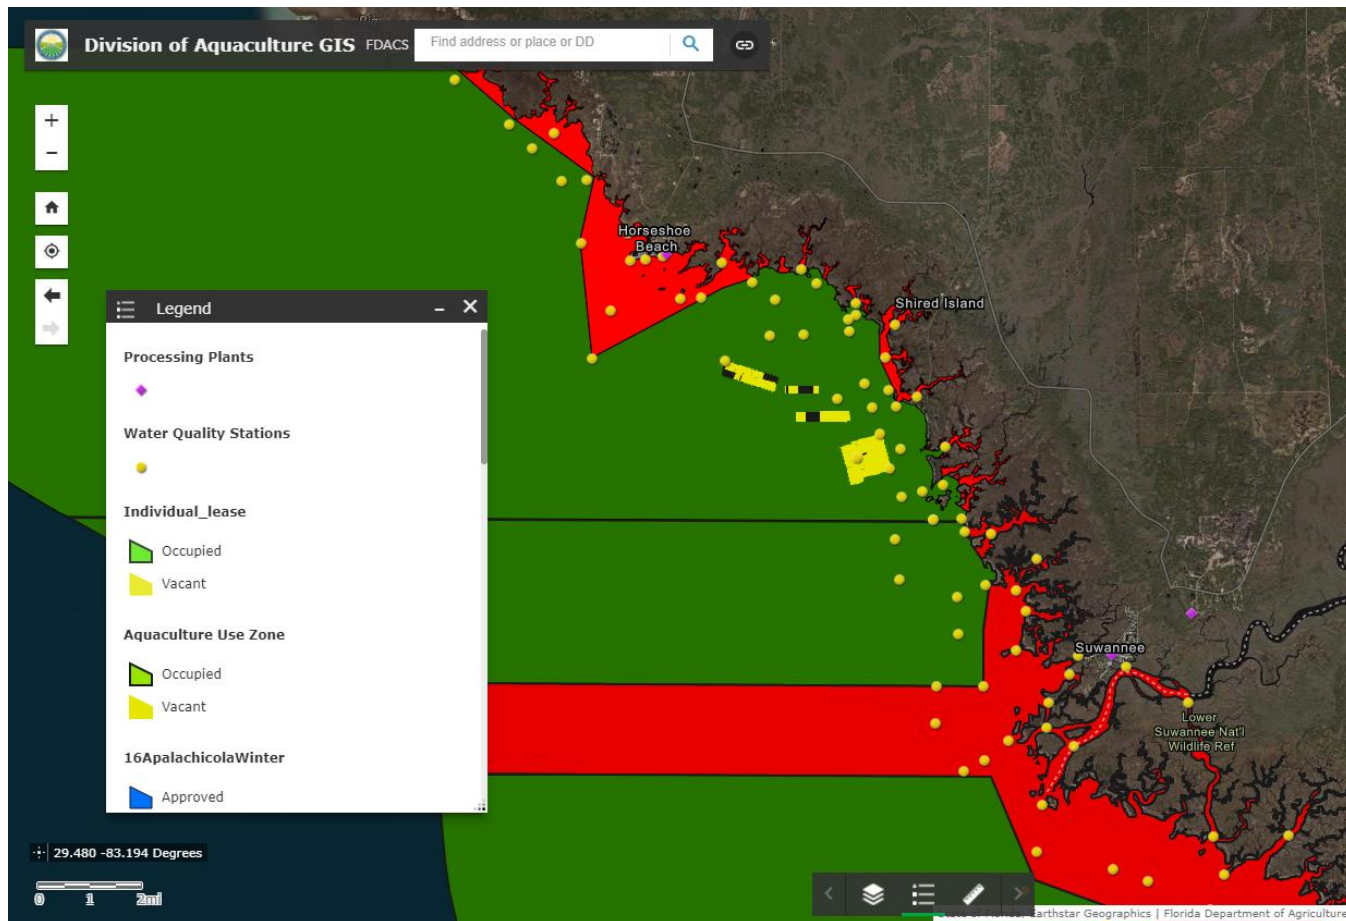 Division of Aquaculture GIS FDACS Find address or place or DD
+
−
Horseshoe
Beach
Shired Island
Legend
Processing Plants
Water Quality Stations
Individual_lease
Occupied
Vacant
Aquaculture Use Zone
Occupied
Vacant
16ApalachicolaWinter
Approved
Suwannee
Lower
Suwannee Nat'l
Wildlife Ref
29.480 -83.194 Degrees
0 1 2mi
Earthstar Geographics | Florida Department of Agriculture